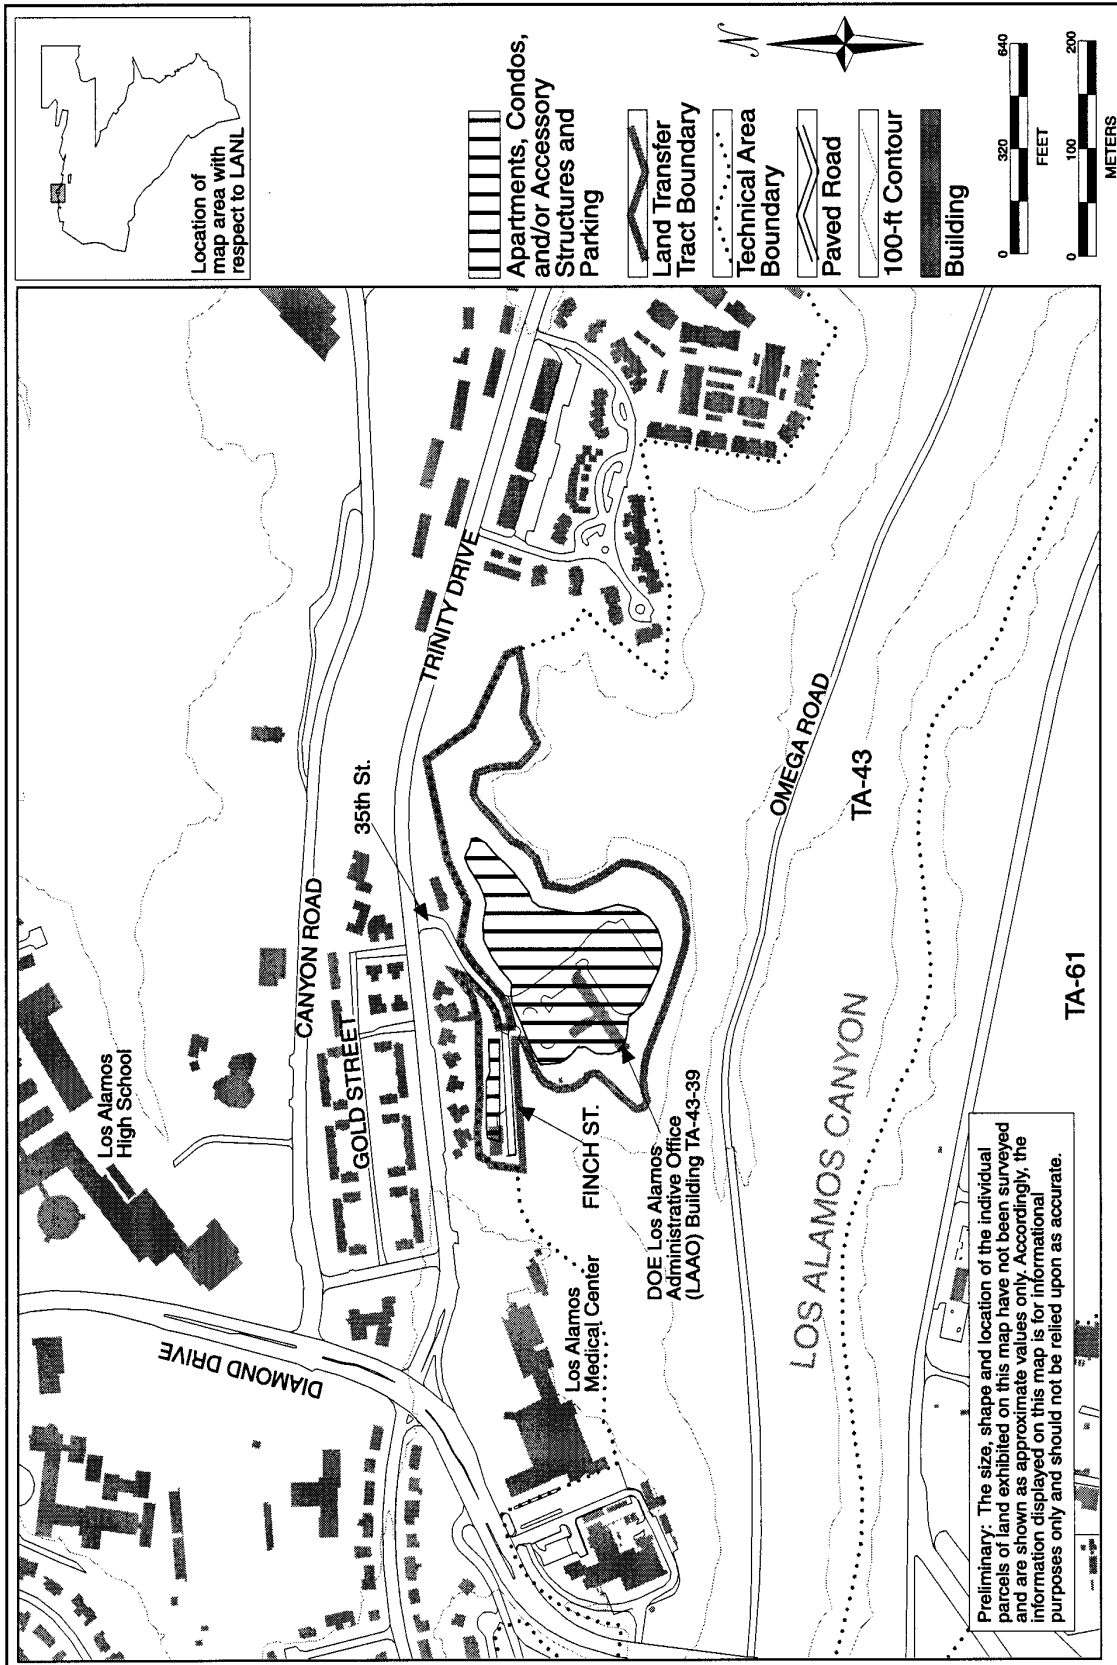 Location of
map area with
respect to LANL
Apartments, Condos,
and/or Accessory
Structures and
Parking
Land Transfer
Tract Boundary
Technical Area
Boundary
Paved Road
100-ft Contour
Building
N
0 320 640
FEET
0 100 200
METERS
Los Alamos
High School
DIAMOND DRIVE
CANYON ROAD
GOLD STREET
35th St.
TRINITY DRIVE
FINCH ST.
Los Alamos
Medical Center
DOE Los Alamos
Administrative Office
(LAAO) Building TA-43-39
OMEGA ROAD
TA-43
LOS ALAMOS CANYON
TA-61
Preliminary: The size, shape and location of the individual
parcels of land exhibited on this map have not been surveyed
and are shown as approximate values only. Accordingly, the
information displayed on this map is for informational
purposes only and should not be relied upon as accurate.